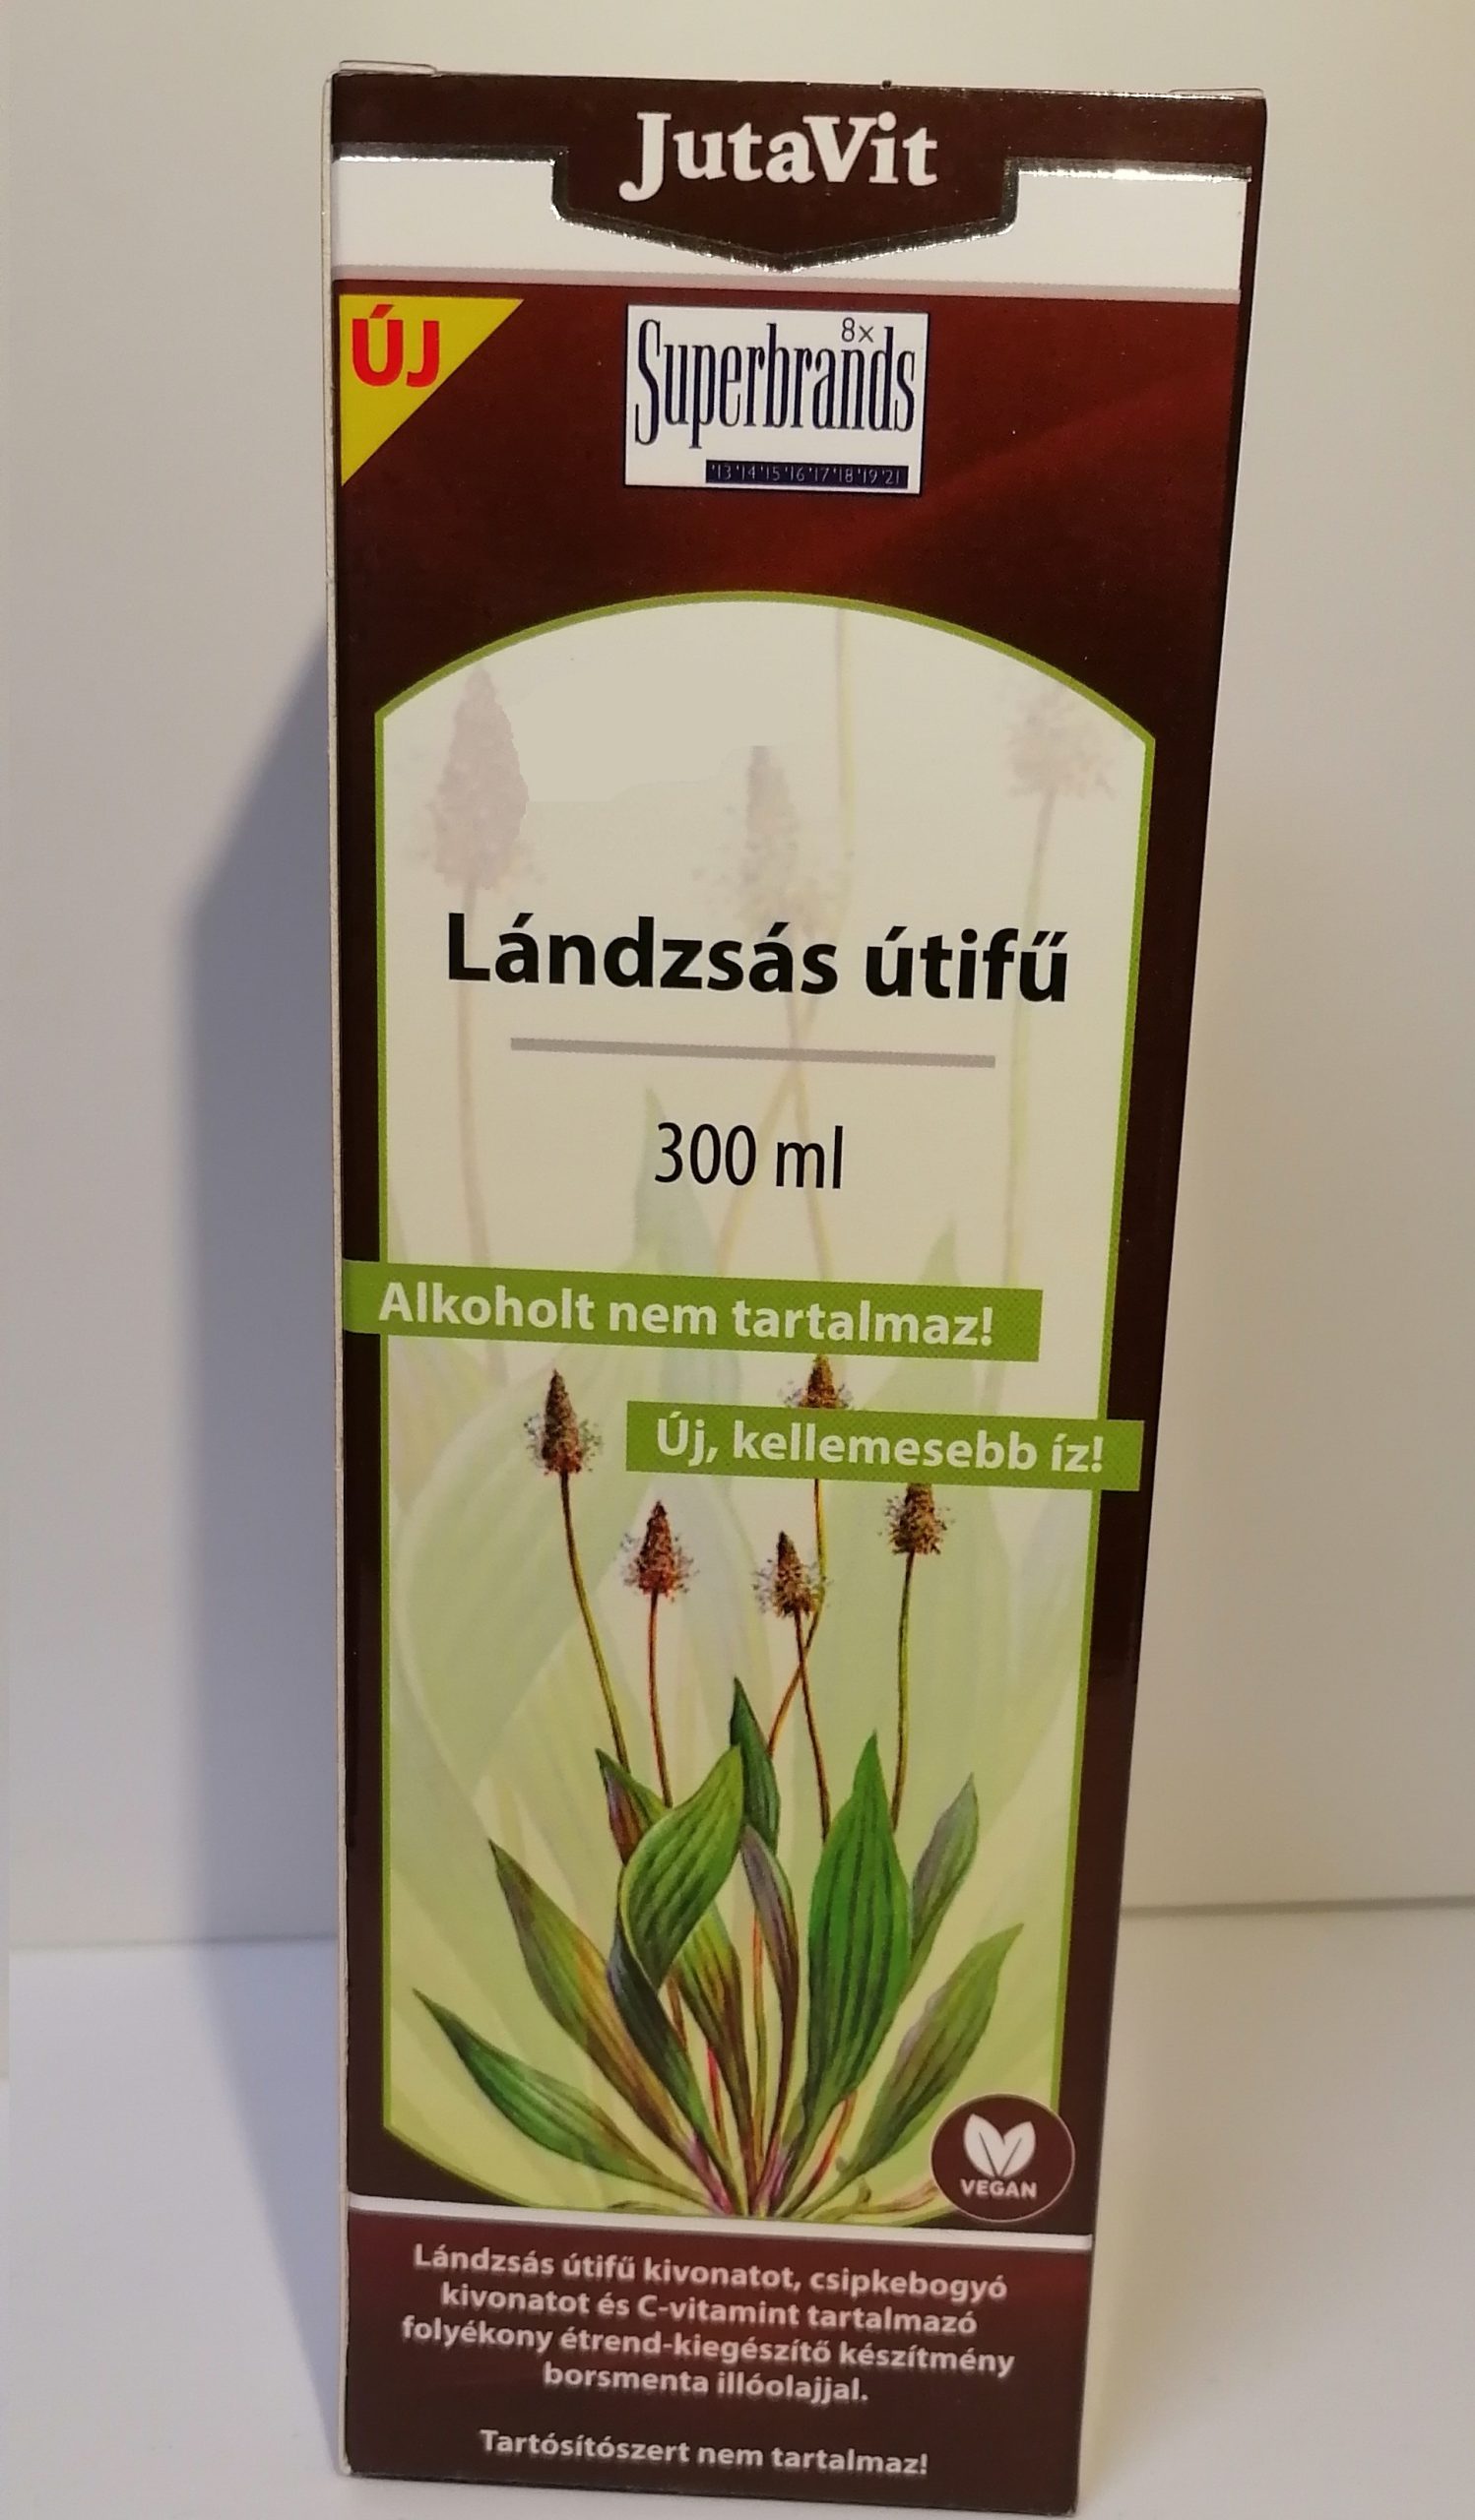 JutaVit
ÚJ
8x
Superbrands
'13'14'15'16'17'18'19'21
Lándzsás útifű
300 ml
Alkoholt nem tartalmaz!
Új, kellemesebb íz!
VEGAN
Lándzsás útifű kivonatot, csipkebogyó
kivonatot és C-vitamint tartalmazó
folyékony étrend-kiegészítő készítmény
borsmenta illóolajjal.
Tartósítószert nem tartalmaz!